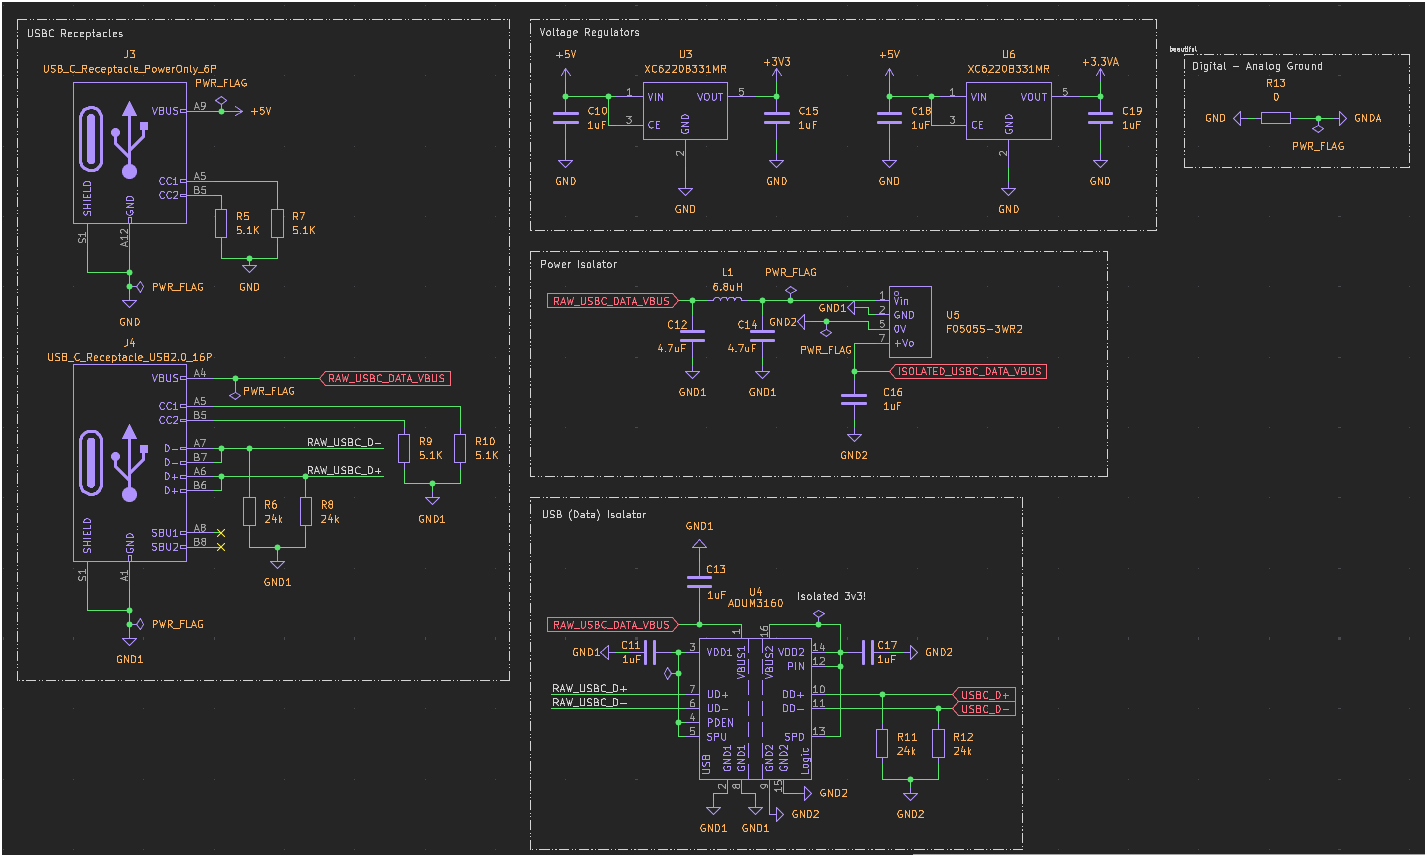 USBC Receptacles
J3
USB_C_Receptacle_PowerOnly_6P
PWR_FLAG
VBUS A9 +5V
CC1 A5
CC2 B5
SHIELD GND
S1 A12
R5 5.1K
R7 5.1K
GND
PWR_FLAG
GND
J4
USB_C_Receptacle_USB2.0_16P
VBUS A4 RAW_USBC_DATA_VBUS
PWR_FLAG
CC1 A5
CC2 B5
D- A7 RAW_USBC_D-
D- B7
D+ A6 RAW_USBC_D+
D+ B6
R9 5.1K
R10 5.1K
GND1
R6 24k
R8 24k
GND1
SBU1 A8
SBU2 B8
SHIELD GND
S1 A1
PWR_FLAG
GND1
Voltage Regulators
+5V
U3
XC6220B331MR
+3V3
1 VIN VOUT 5
3 CE GND
2
C10 1uF
C15 1uF
GND
GND
GND
+5V
U6
XC6220B331MR
+3.3VA
1 VIN VOUT 5
3 CE GND
2
C18 1uF
C19 1uF
GND
GND
GND
beautiful
Digital - Analog Ground
R13
0
GND GNDA
PWR_FLAG
Power Isolator
RAW_USBC_DATA_VBUS
L1
6.8uH
PWR_FLAG
C12
4.7uF
GND1
C14
4.7uF
GND1
GND1
GND2
PWR_FLAG
1 Vin
2 GND
5 0V
7 +Vo
U5
F0505S-3WR2
ISOLATED_USBC_DATA_VBUS
C16
1uF
GND2
USB (Data) Isolator
GND1
C13
1uF
U4
ADUM3160
Isolated 3v3!
RAW_USBC_DATA_VBUS
1 16
VBUS1 VBUS2
GND1 C11 1uF
3 VDD1 VDD2 14
PIN 12
C17 1uF GND2
RAW_USBC_D+ 7 UD+ DD+ 10 USBC_D+
RAW_USBC_D- 6 UD- DD- 11 USBC_D-
4 PDEN
5 SPU SPD 13
USB GND1 GND1 GND2 GND2 Logic
2 8 9 15
R11 24k
R12 24k
GND2
GND2
GND2
GND1 GND1